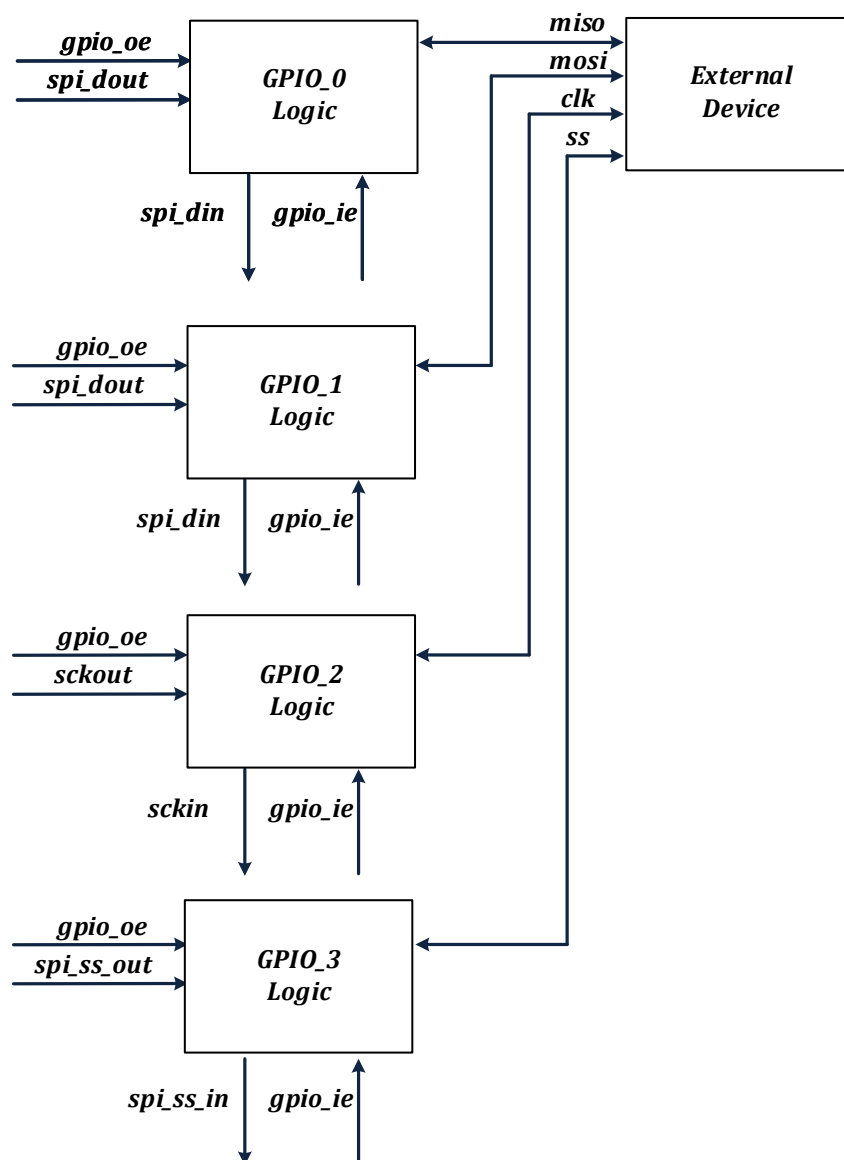 gpio_oe
spi_dout
GPIO_0
Logic
miso
mosi
clk
ss
External
Device
spi_din
gpio_ie
gpio_oe
spi_dout
GPIO_1
Logic
spi_din
gpio_ie
gpio_oe
sckout
GPIO_2
Logic
sckin
gpio_ie
gpio_oe
spi_ss_out
GPIO_3
Logic
spi_ss_in
gpio_ie